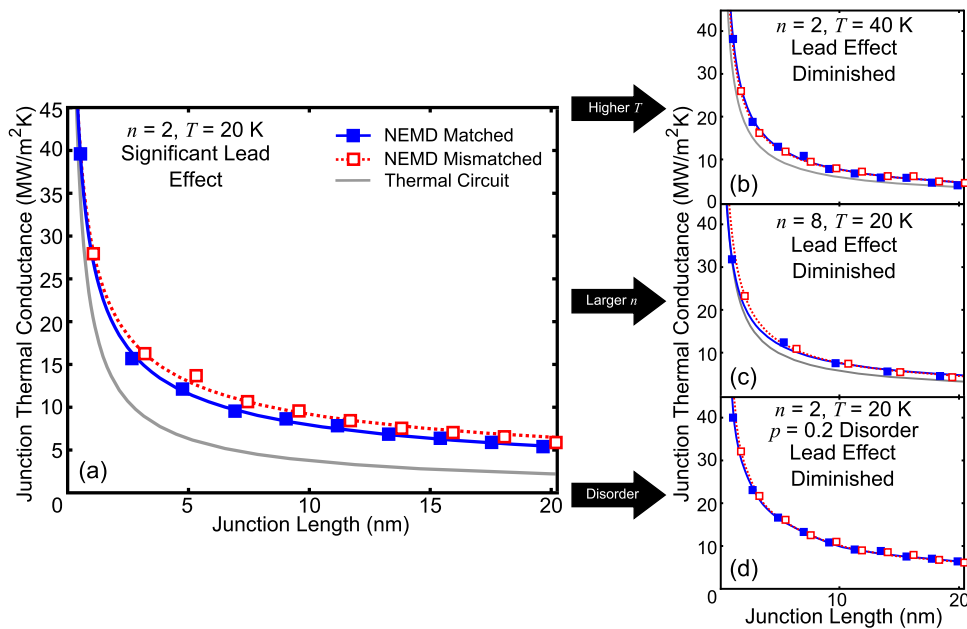 Junction Thermal Conductance (MW/m²K)
45
40
35
30
25
20
15
10
5
0
5
10
15
20
Junction Length (nm)
n = 2, T = 20 K
Significant Lead
Effect
NEMD Matched
NEMD Mismatched
Thermal Circuit
(a)
Higher T
Larger n
Disorder
Junction Thermal Conductance (MW/m²K)
40
30
20
10
0
n = 2, T = 40 K
Lead Effect
Diminished
(b)
40
30
20
10
n = 8, T = 20 K
Lead Effect
Diminished
(c)
40
30
20
10
0
n = 2, T = 20 K
p = 0.2 Disorder
Lead Effect
Diminished
(d)
10
20
Junction Length (nm)